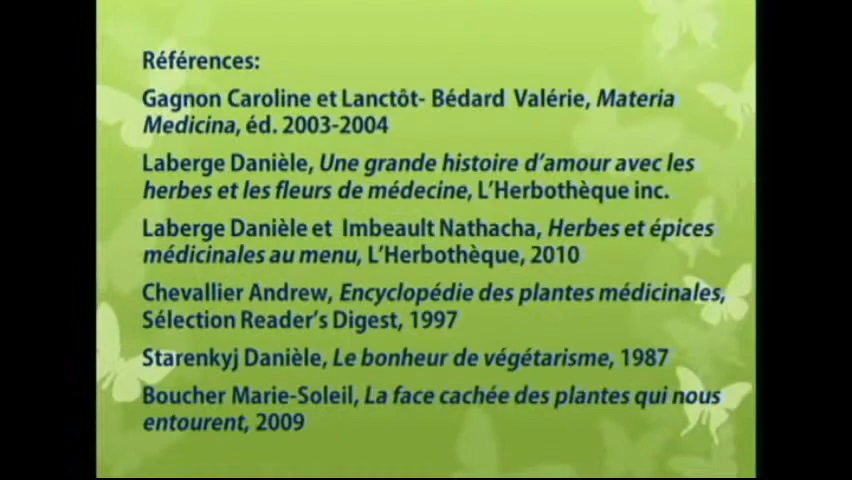 Références:
Gagnon Caroline et Lanctôt- Bédard Valérie, Materia
Medicina, éd. 2003-2004
Laberge Danièle, Une grande histoire d'amour avec les
herbes et les fleurs de médecine, L'Herbothèque inc.
Laberge Danièle et Imbeault Nathacha, Herbes et épices
médicinales au menu, L'Herbothèque, 2010
Chevallier Andrew, Encyclopédie des plantes médicinales,
Sélection Reader's Digest, 1997
Starenkyj Danièle, Le bonheur de végétarisme, 1987
Boucher Marie-Soleil, La face cachée des plantes qui nous
entourent, 2009